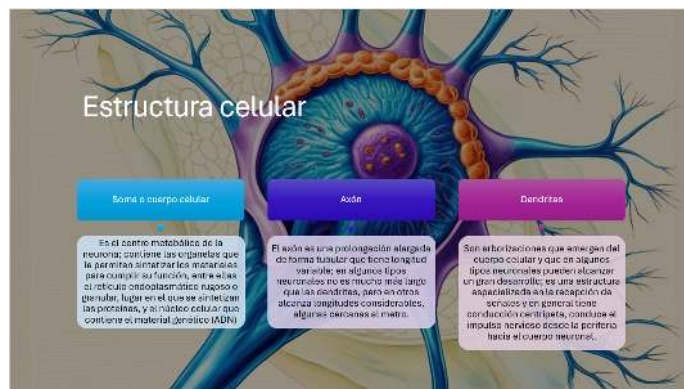 Estructura celular
Soma o cuerpo celular
Es el centro metabólico de la
neurona; contiene las organelas que
le permiten sintetizar los materiales
para cumplir su función, entre ellas
el retículo endoplasmático rugoso o
granular, lugar en el que se sintetizan
las proteínas, y el núcleo celular que
contiene el material genético (ADN)
Axón
El axón es una prolongación alargada
de forma tubular que tiene longitud
variable; en algunos tipos
neuronales no es mucho más largo
que las dendritas, pero en otros
alcanza longitudes considerables,
algunas cercanas al metro.
Dendritas
Son arborizaciones que emergen del
cuerpo celular y que en algunos
tipos neuronales pueden alcanzar
un gran desarrollo; es una estructura
especializada en la recepción de
señales y en general tiene
conducción centrípeta, conduce el
impulso nervioso desde la periferia
hacia el cuerpo neuronal.